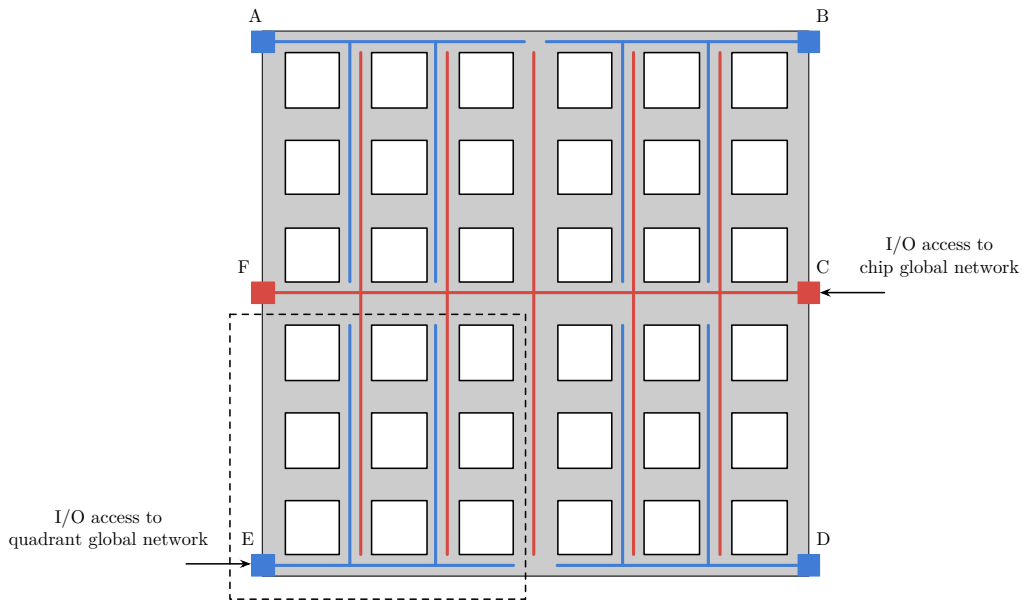 A
B
F
C
I/O access to
chip global network
I/O access to
quadrant global network
E
D